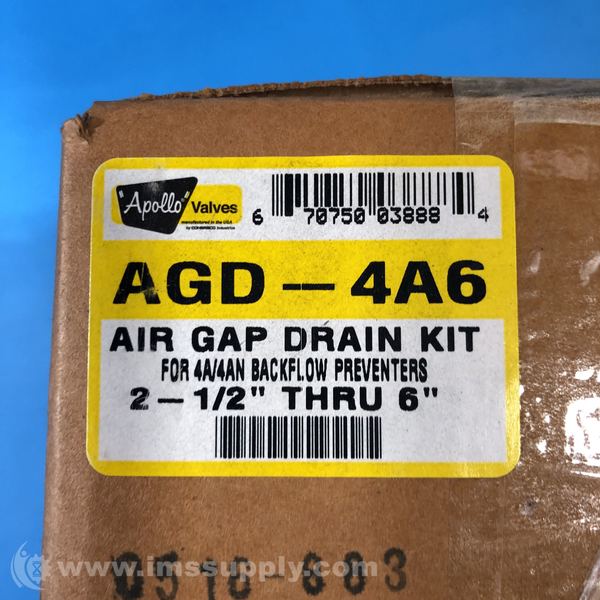 "Apollo" Valves
manufactured in the USA
by CONBRACO Industries
6 70750 03888 4
AGD – 4A6
AIR GAP DRAIN KIT
FOR 4A/4AN BACKFLOW PREVENTERS
2 – 1/2" THRU 6"
www.imssupply.com